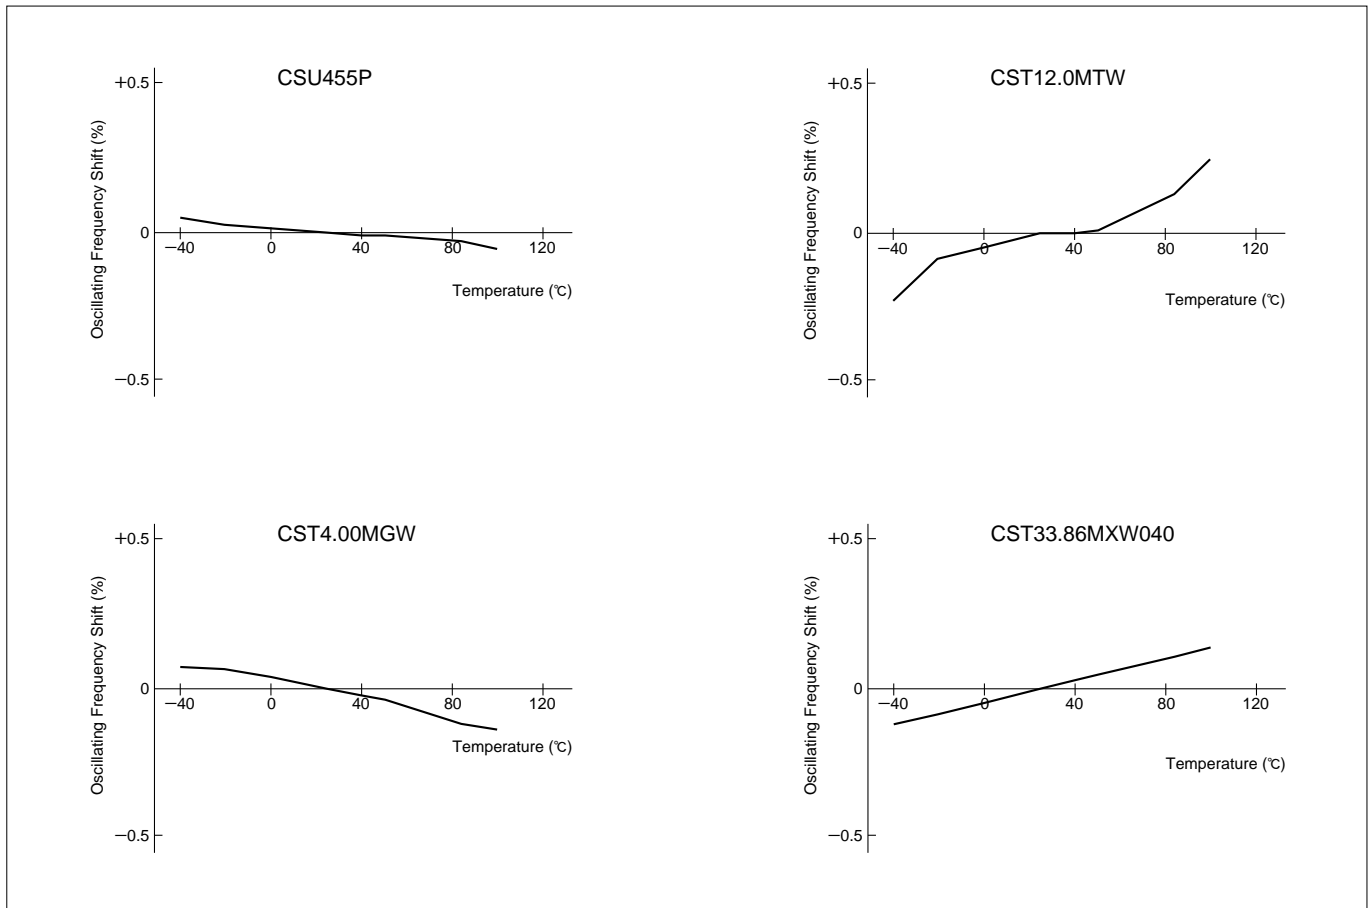 CSU455P
+0.5
0
−0.5
−40
0
40
80
120
Oscillating Frequency Shift (%)
Temperature (℃)
CST12.0MTW
+0.5
0
−0.5
−40
0
40
80
120
Oscillating Frequency Shift (%)
Temperature (℃)
CST4.00MGW
+0.5
0
−0.5
−40
0
40
80
120
Oscillating Frequency Shift (%)
Temperature (℃)
CST33.86MXW040
+0.5
0
−0.5
−40
0
40
80
120
Oscillating Frequency Shift (%)
Temperature (℃)